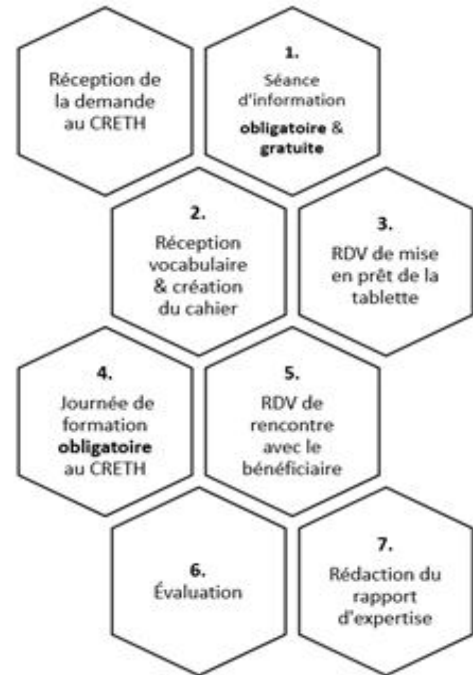 Réception de
la demande
au CRETH
1.
Séance
d'information
obligatoire &
gratuite
2.
Réception
vocabulaire
& création
du cahier
3.
RDV de mise
en prêt de la
tablette
4.
Journée de
formation
obligatoire
au CRETH
5.
RDV de
rencontre
avec le
bénéficiaire
6.
Évaluation
7.
Rédaction du
rapport
d'expertise